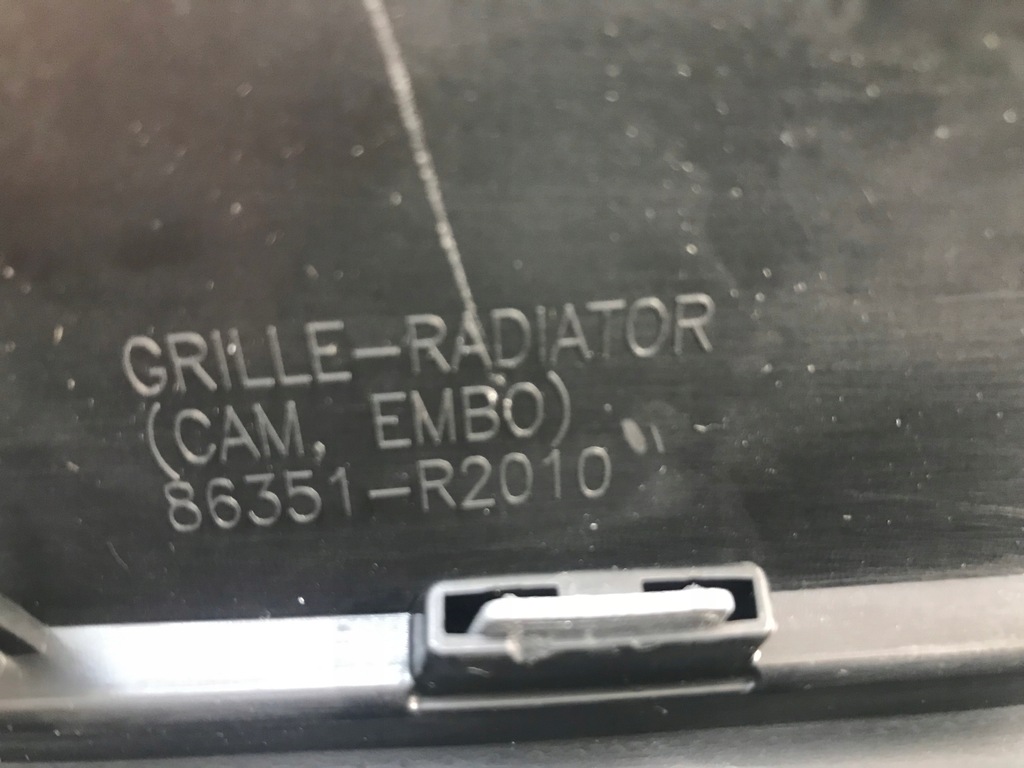 GRILLE-RADIATOR
(CAM, EMBO)
86351-R2010